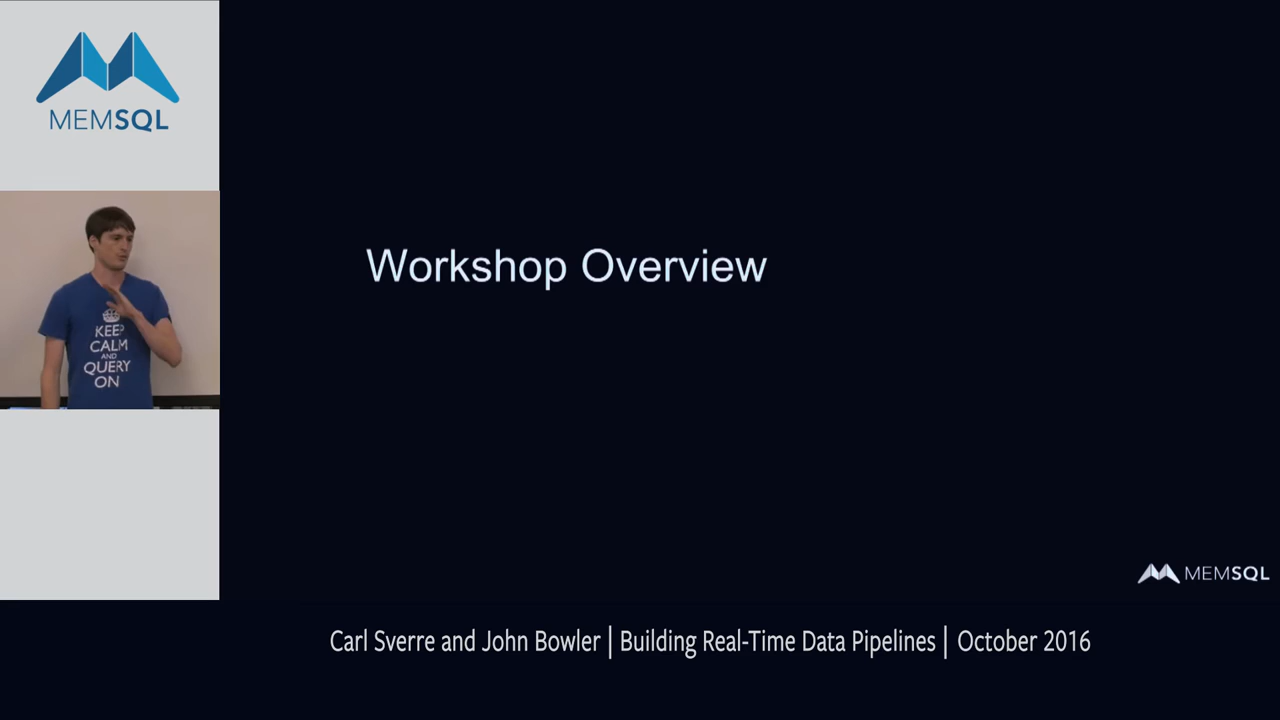 MEMSQL
KEEP
CALM
AND
QUERY
ON
Workshop Overview
MEMSQL
Carl Sverre and John Bowler | Building Real-Time Data Pipelines | October 2016